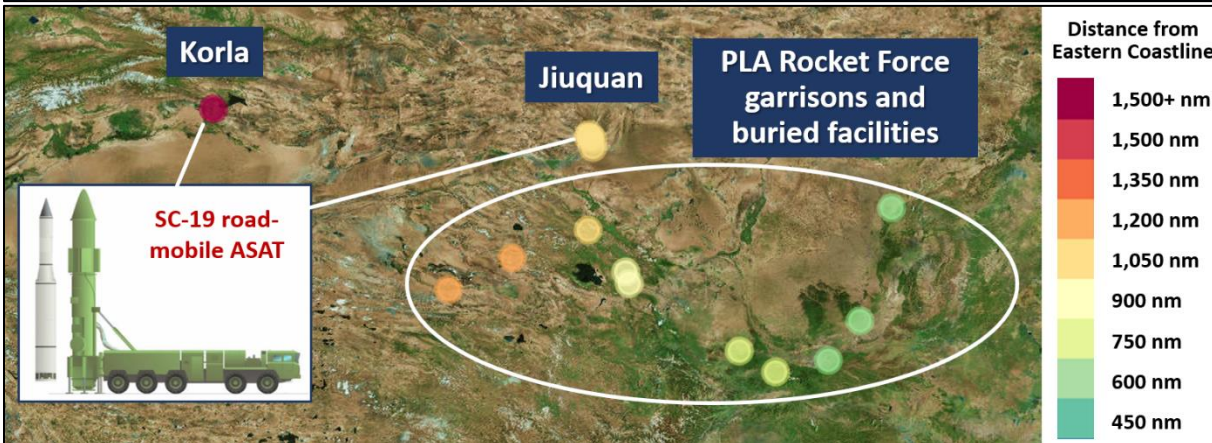 Korla
Jiuquan
PLA Rocket Force
garrisons and
buried facilities
SC-19 road-
mobile ASAT
Distance from
Eastern Coastline
1,500+ nm
1,500 nm
1,350 nm
1,200 nm
1,050 nm
900 nm
750 nm
600 nm
450 nm